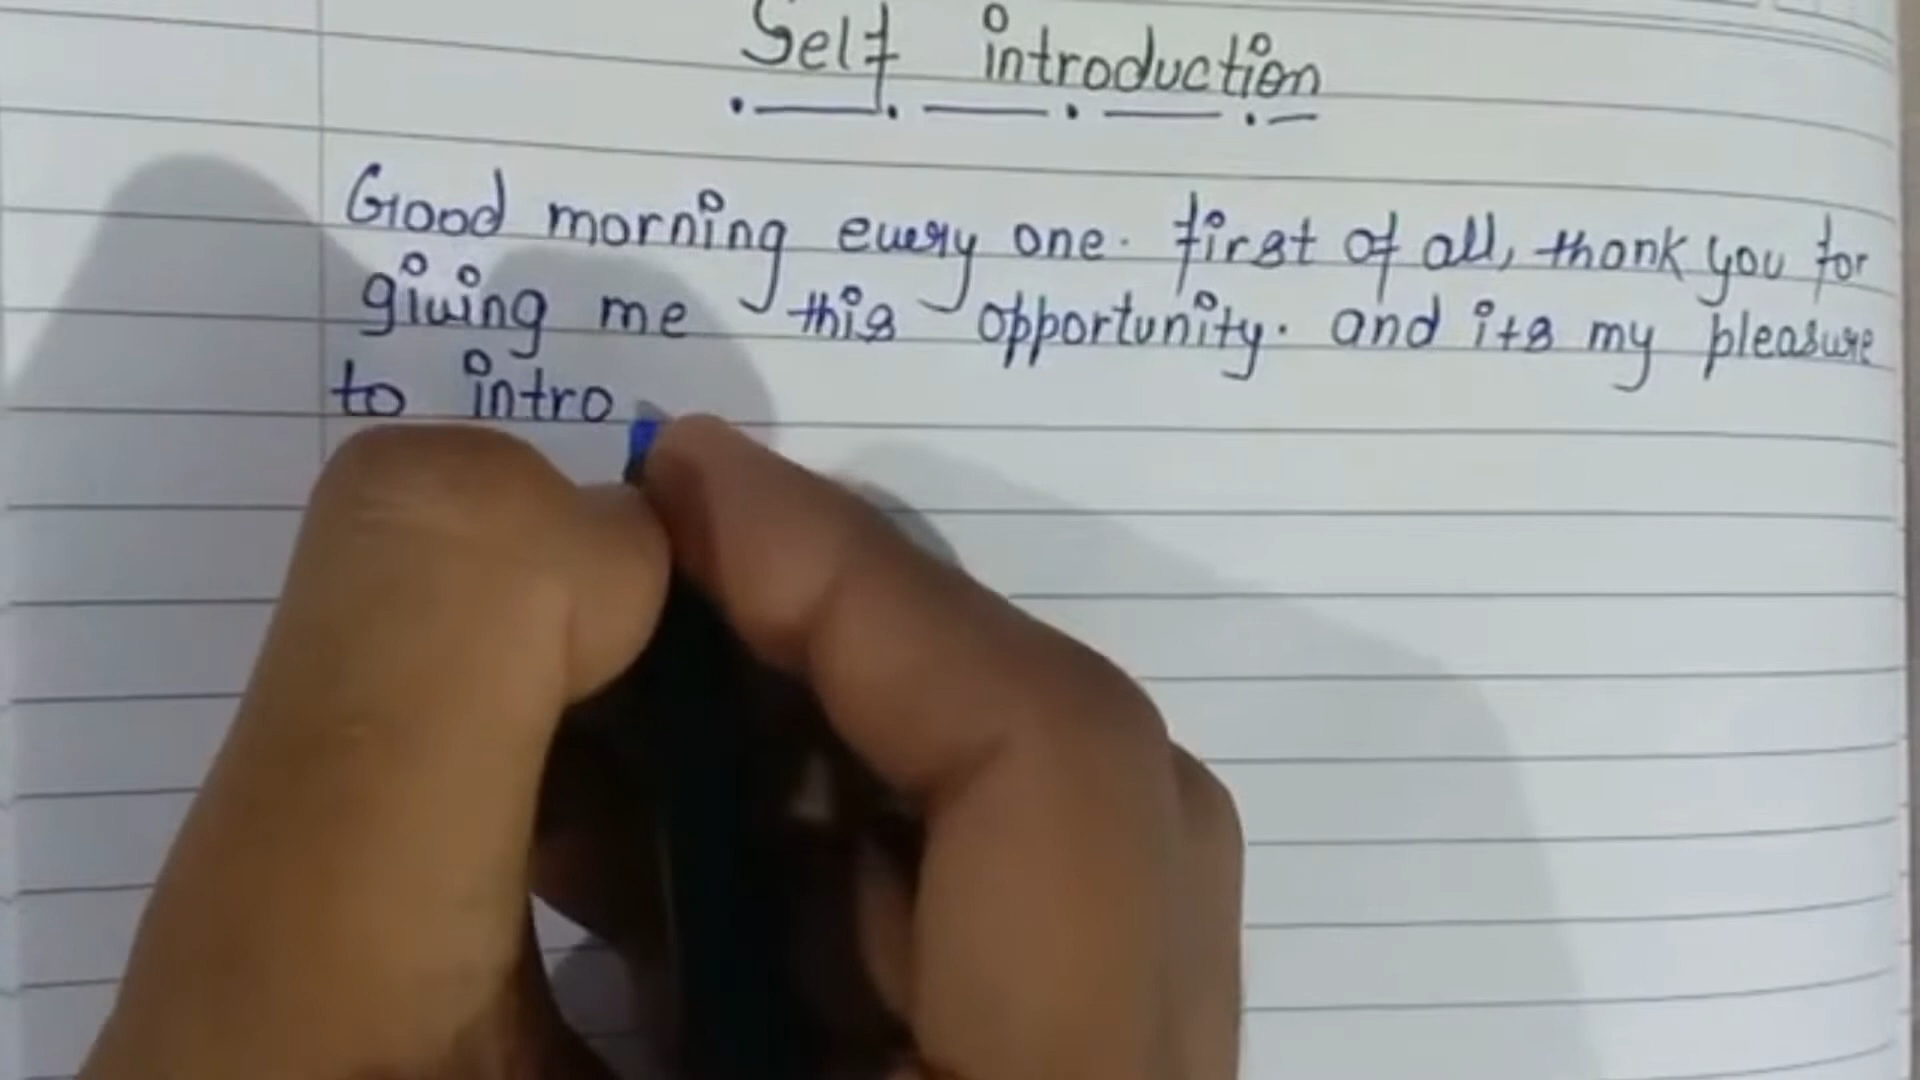 Self introduction
Good morning every one. first of all, thank you for
giving me this opportunity. and its my pleasure
to intro